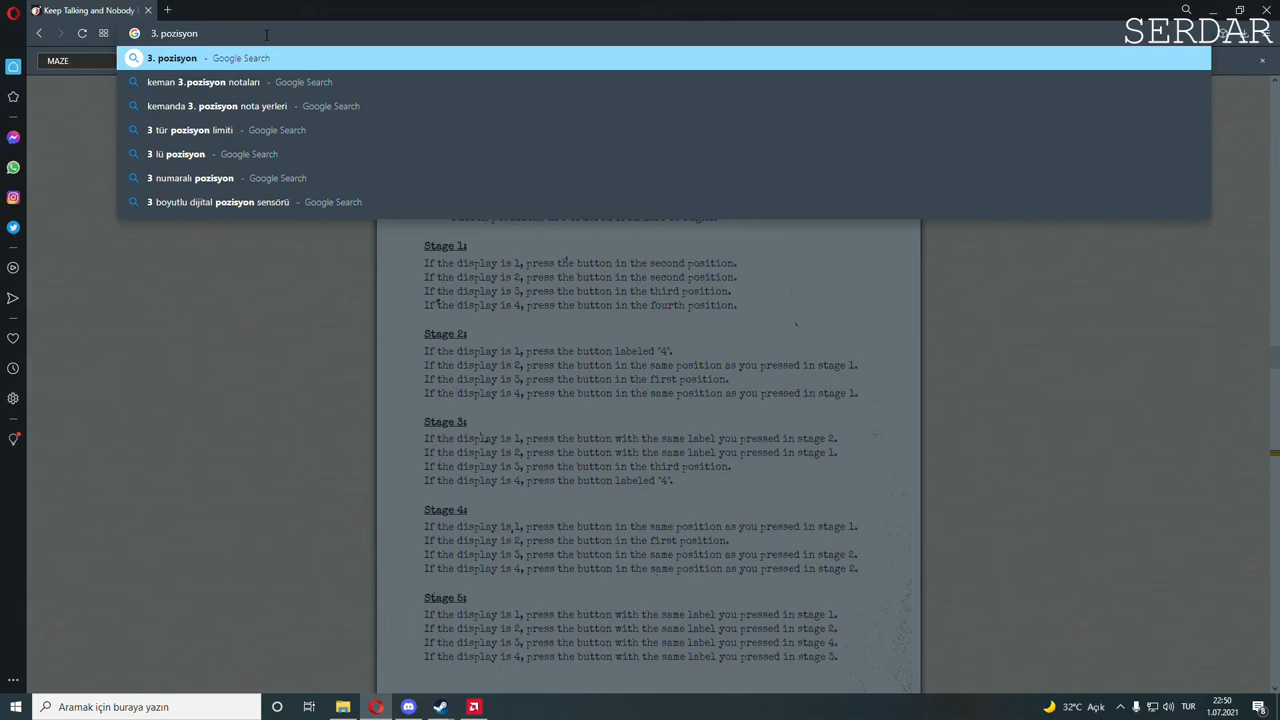 Keep Talking and Nobody
SERDAR
3. pozisyon
MAZE
3. pozisyon - Google Search
keman 3.pozisyon notaları - Google Search
kemanda 3. pozisyon nota yerleri - Google Search
3 tür pozisyon limiti - Google Search
3 lü pozisyon - Google Search
3 numaralı pozisyon - Google Search
3 boyutlu dijital pozisyon sensörü - Google Search
Stage 1:
If the display is 1, press the button in the second position.
If the display is 2, press the button in the second position.
If the display is 3, press the button in the third position.
If the display is 4, press the button in the fourth position.
Stage 2:
If the display is 1, press the button labeled "4".
If the display is 2, press the button in the same position as you pressed in stage 1.
If the display is 3, press the button in the first position.
If the display is 4, press the button in the same position as you pressed in stage 1.
Stage 3:
If the display is 1, press the button with the same label you pressed in stage 2.
If the display is 2, press the button with the same label you pressed in stage 1.
If the display is 3, press the button in the third position.
If the display is 4, press the button labeled "4".
Stage 4:
If the display is 1, press the button in the same position as you pressed in stage 1.
If the display is 2, press the button in the first position.
If the display is 3, press the button in the same position as you pressed in stage 2.
If the display is 4, press the button in the same position as you pressed in stage 2.
Stage 5:
If the display is 1, press the button with the same label you pressed in stage 1.
If the display is 2, press the button with the same label you pressed in stage 2.
If the display is 3, press the button with the same label you pressed in stage 4.
If the display is 4, press the button with the same label you pressed in stage 3.
Aramak için buraya yazın
32°C Açık
TUR
22:50
1.07.2021
8